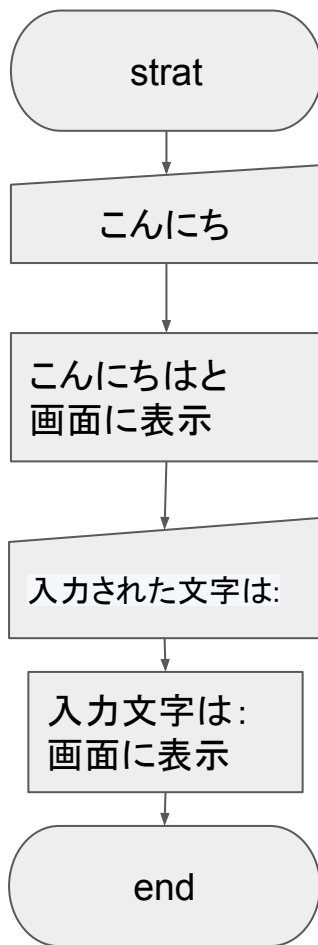 strat
こんにち
こんにちはと
画面に表示
入力された文字は:
入力文字は：
画面に表示
end